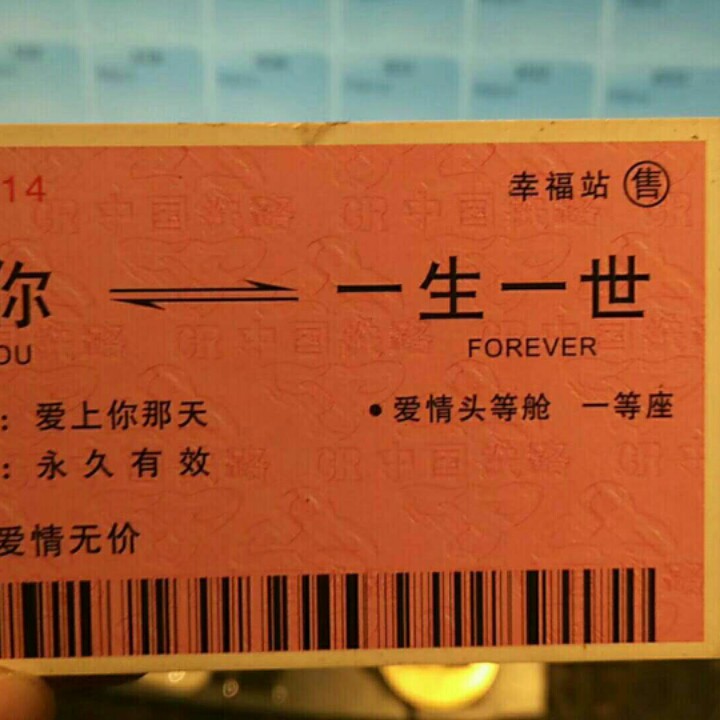 14 幸福站 售
你 一生一世
OU FOREVER
：爱上你那天 •爱情头等舱 一等座
：永久有效
爱情无价